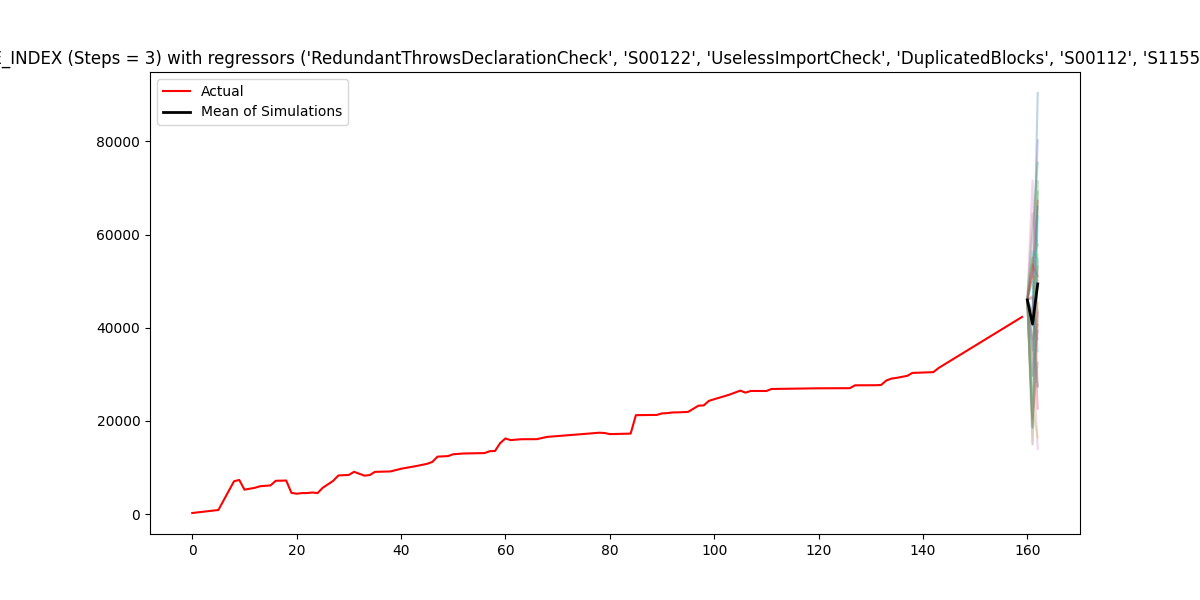 _INDEX (Steps = 3) with regressors ('RedundantThrowsDeclarationCheck', 'S00122', 'UselessImportCheck', 'DuplicatedBlocks', 'S00112', 'S1155
Actual
Mean of Simulations
80000
60000
40000
20000
0
0 20 40 60 80 100 120 140 160